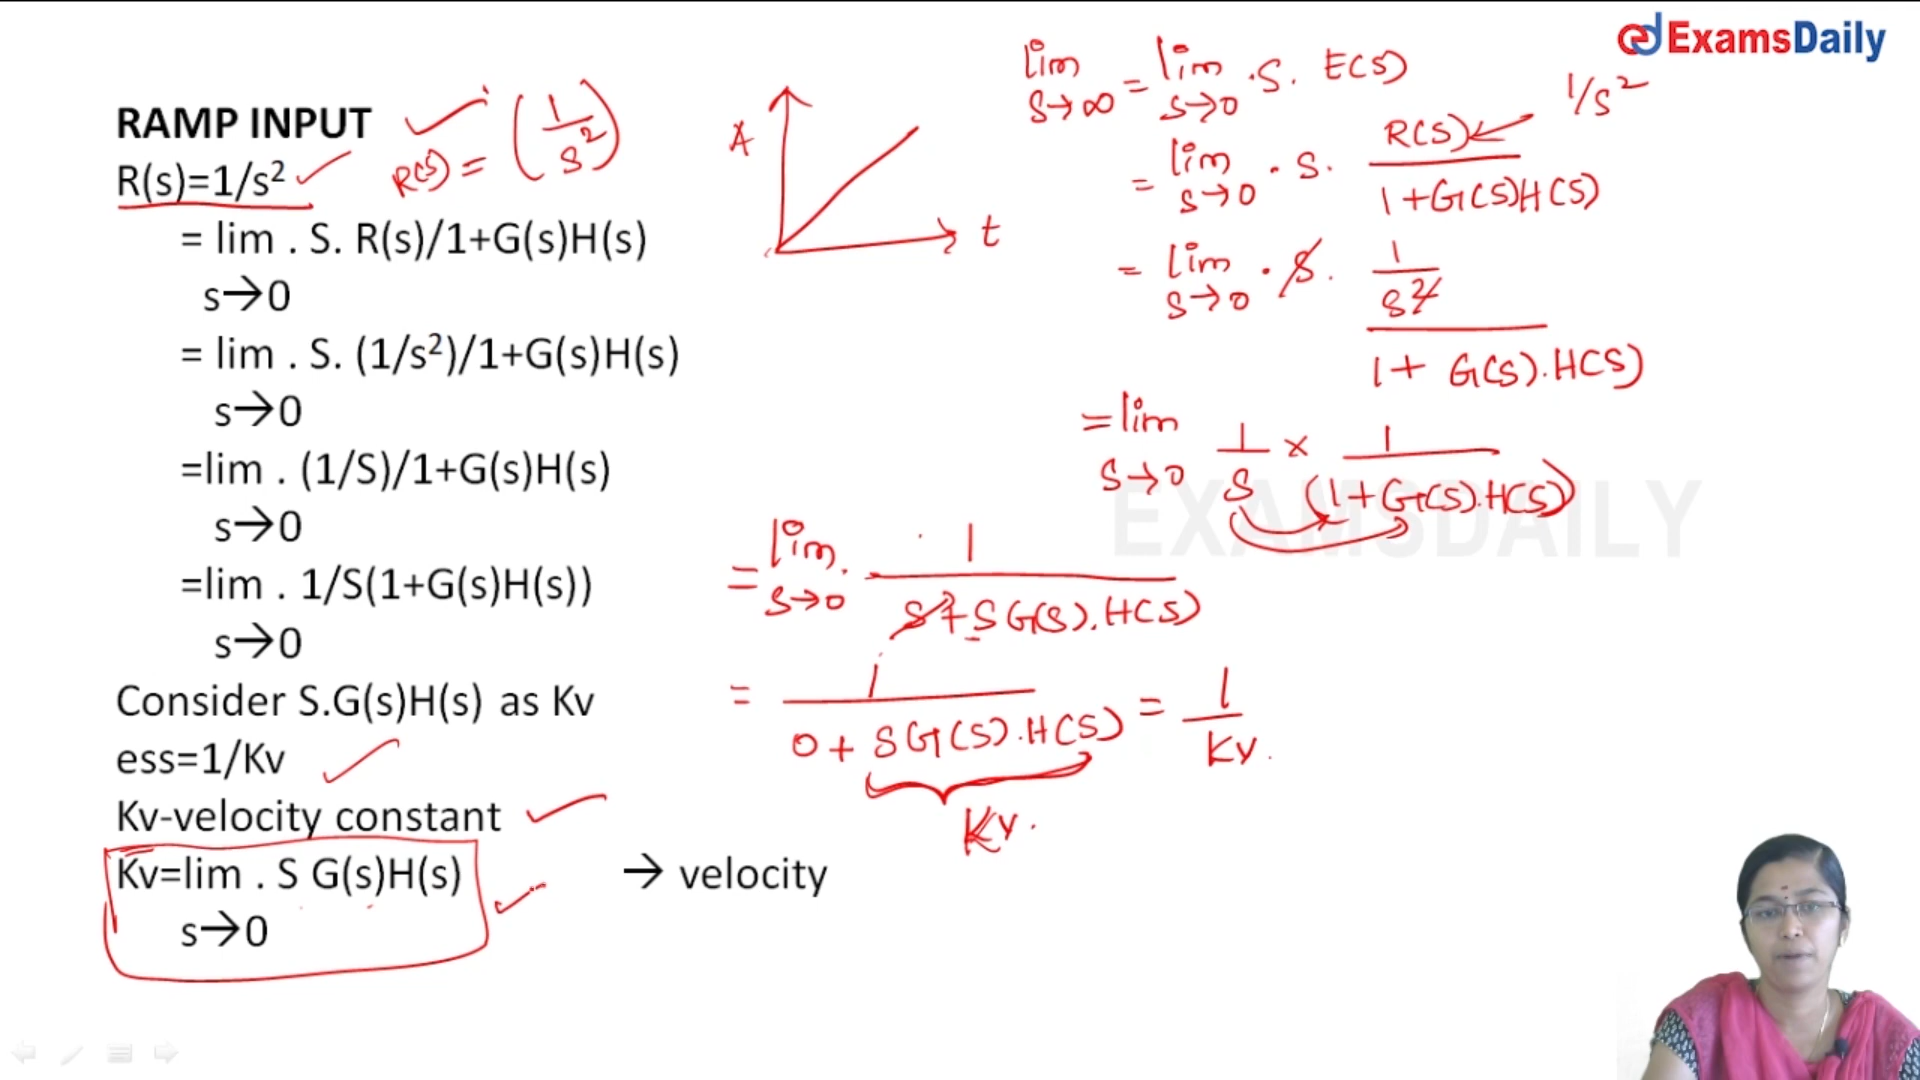 ExamsDaily
RAMP INPUT
R(s)=1/s²
= lim . S. R(s)/1+G(s)H(s)
s→0
= lim . S. (1/s²)/1+G(s)H(s)
s→0
=lim . (1/S)/1+G(s)H(s)
s→0
=lim . 1/S(1+G(s)H(s))
s→0
Consider S.G(s)H(s) as Kv
ess=1/Kv
Kv-velocity constant
Kv=lim . S G(s)H(s) → velocity
s→0
R(S) = (1/S²)
A
t
lim S→∞ = lim S→0 . S. E(S)
1/S²
= lim S→0 . S. R(S) / 1+G(S)H(S)
= lim S→0 . S. 1/S² / 1+ G(S).H(S)
= lim S→0 1/S × 1/(1+G(S).H(S))
= lim. S→0 1 / S+SG(S).H(S)
= 1 / 0+SG(S).H(S) = 1/Kv.
Kv.
EXAMSDAILY